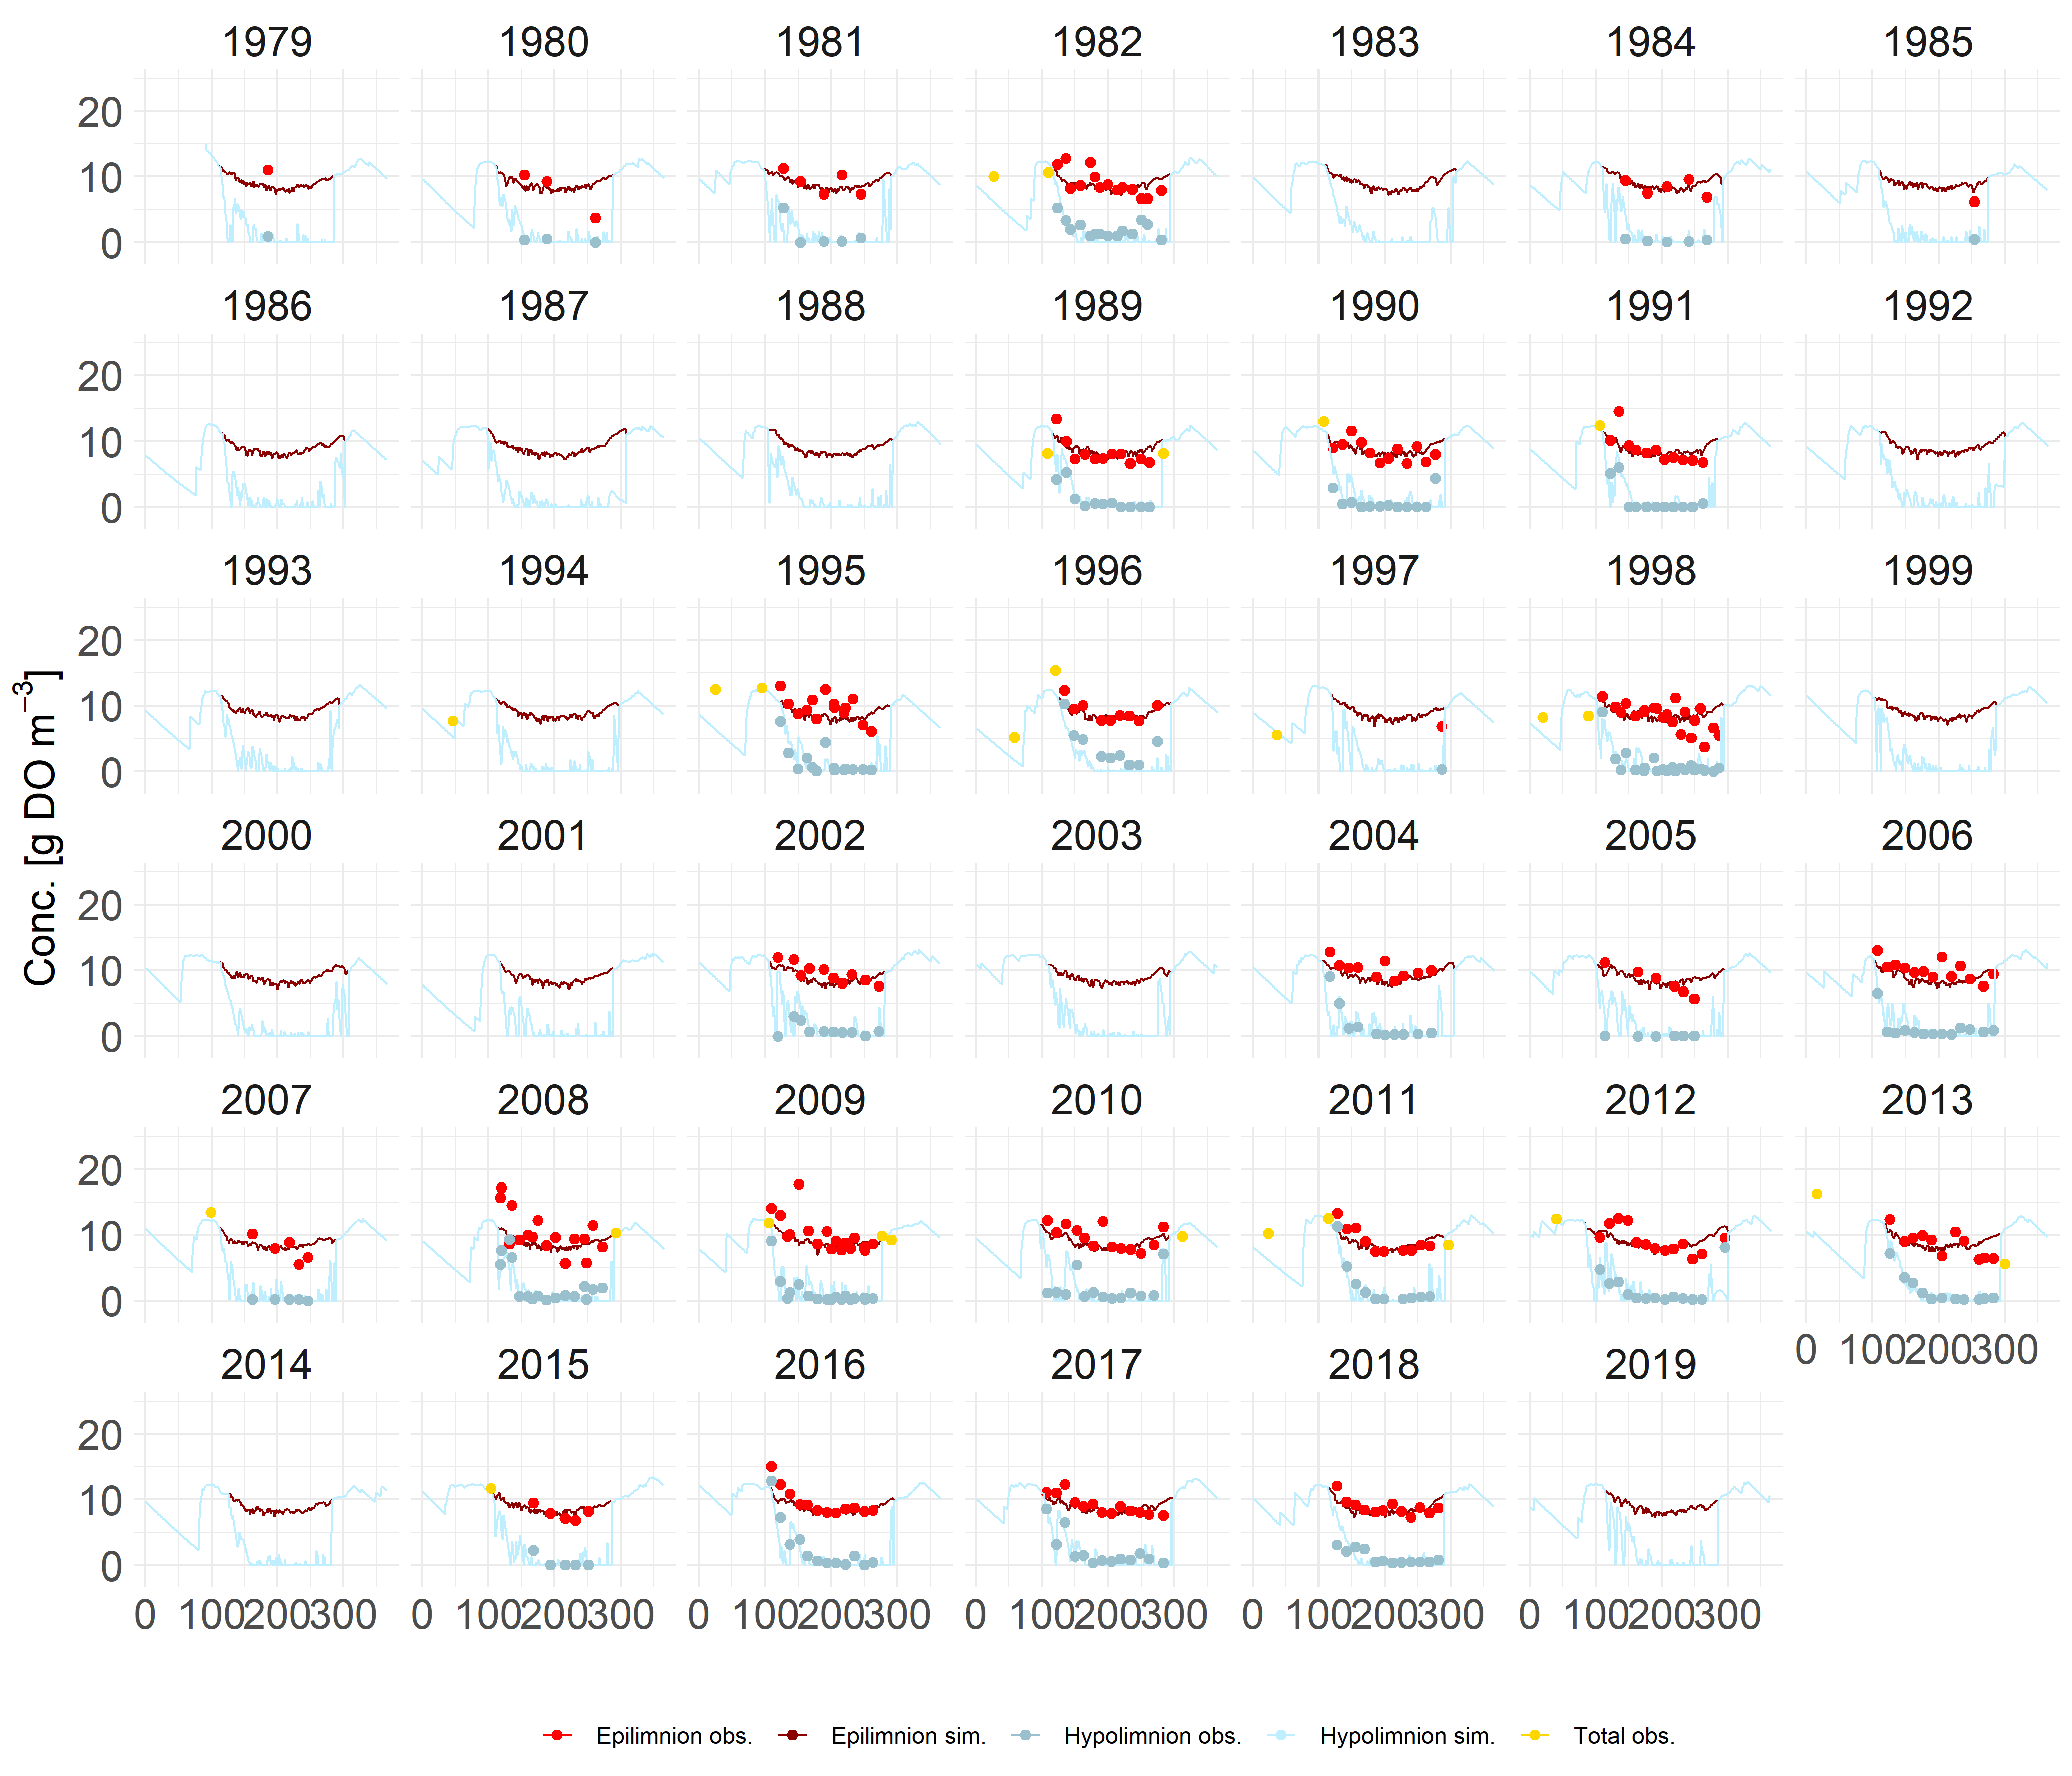 1979 1980 1981 1982 1983 1984 1985
20
10
0
1986 1987 1988 1989 1990 1991 1992
20
10
0
1993 1994 1995 1996 1997 1998 1999
20
10
0
Conc. [g DO m⁻³]
2000 2001 2002 2003 2004 2005 2006
20
10
0
2007 2008 2009 2010 2011 2012 2013
20
10
0
0 100 200 300
2014 2015 2016 2017 2018 2019
20
10
0
0 100 200 300 0 100 200 300 0 100 200 300 0 100 200 300 0 100 200 300 0 100 200 300
Epilimnion obs. Epilimnion sim. Hypolimnion obs. Hypolimnion sim. Total obs.